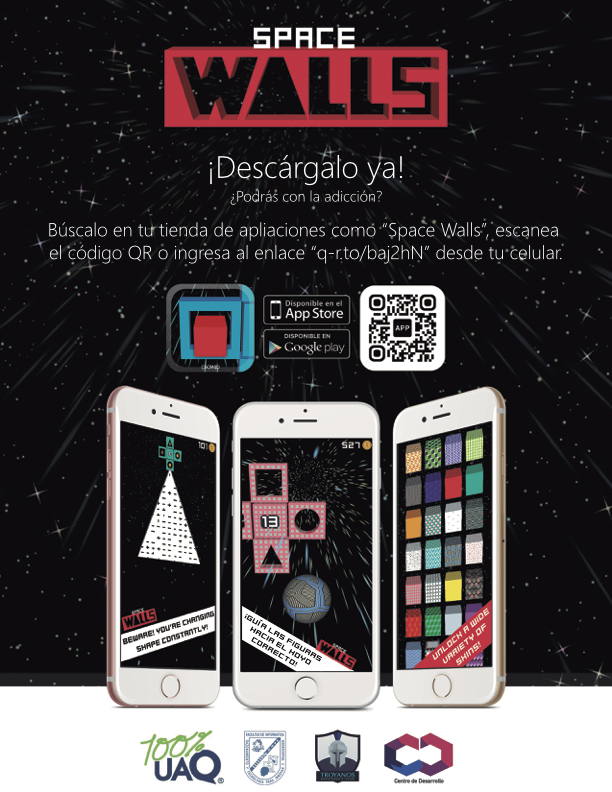 SPACE
WALLS
¡Descárgalo ya!
¿Podrás con la adicción?
Búscalo en tu tienda de apliaciones como “Space Walls”, escanea
el código QR o ingresa al enlace “q-r.to/baj2hN” desde tu celular.
Disponible en el
App Store
DISPONIBLE EN
Google play
APP
101
WALLS
BEWARE! YOU'RE CHANGING
SHAPE CONSTANTLY!
527
13
¡GUÍA LAS FIGURAS
HACIA EL HOYO
CORRECTO!
SPACE
WALLS
UNLOCK A WIDE
VARIETY OF
SKINS!
100%
UAQ®
TROYANOS
Centro de Desarrollo